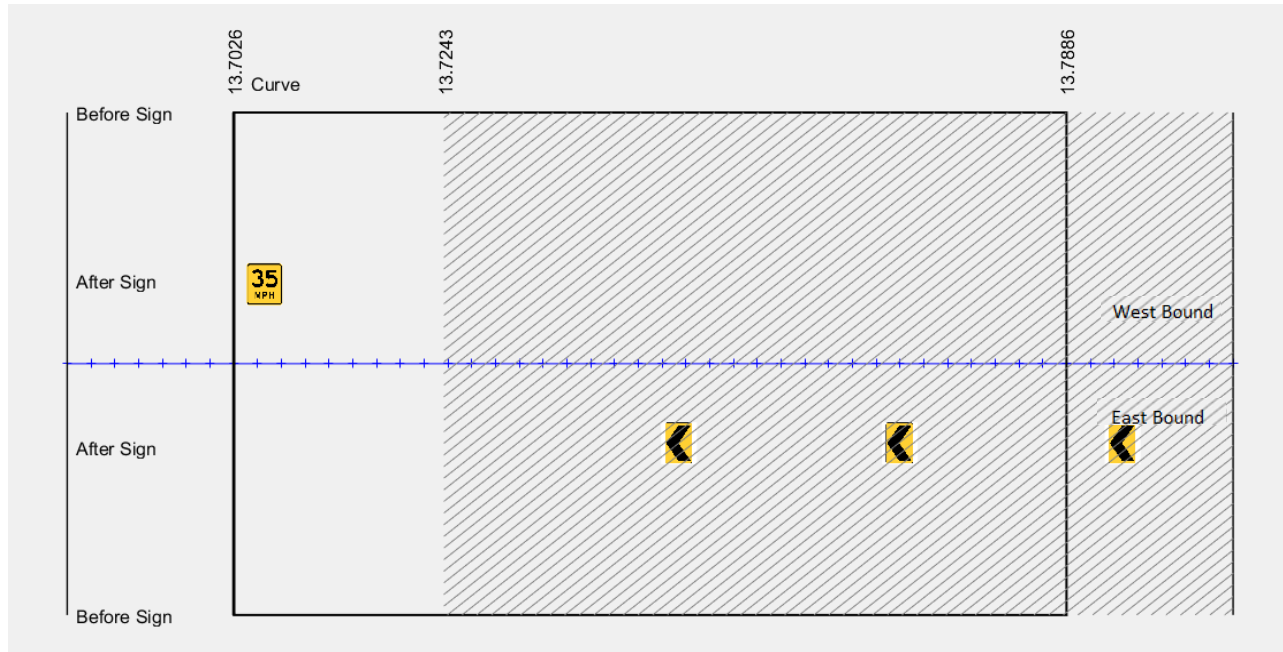 13.7026
13.7243
13.7886
Curve
Before Sign
After Sign
35
MPH
West Bound
East Bound
After Sign
Before Sign